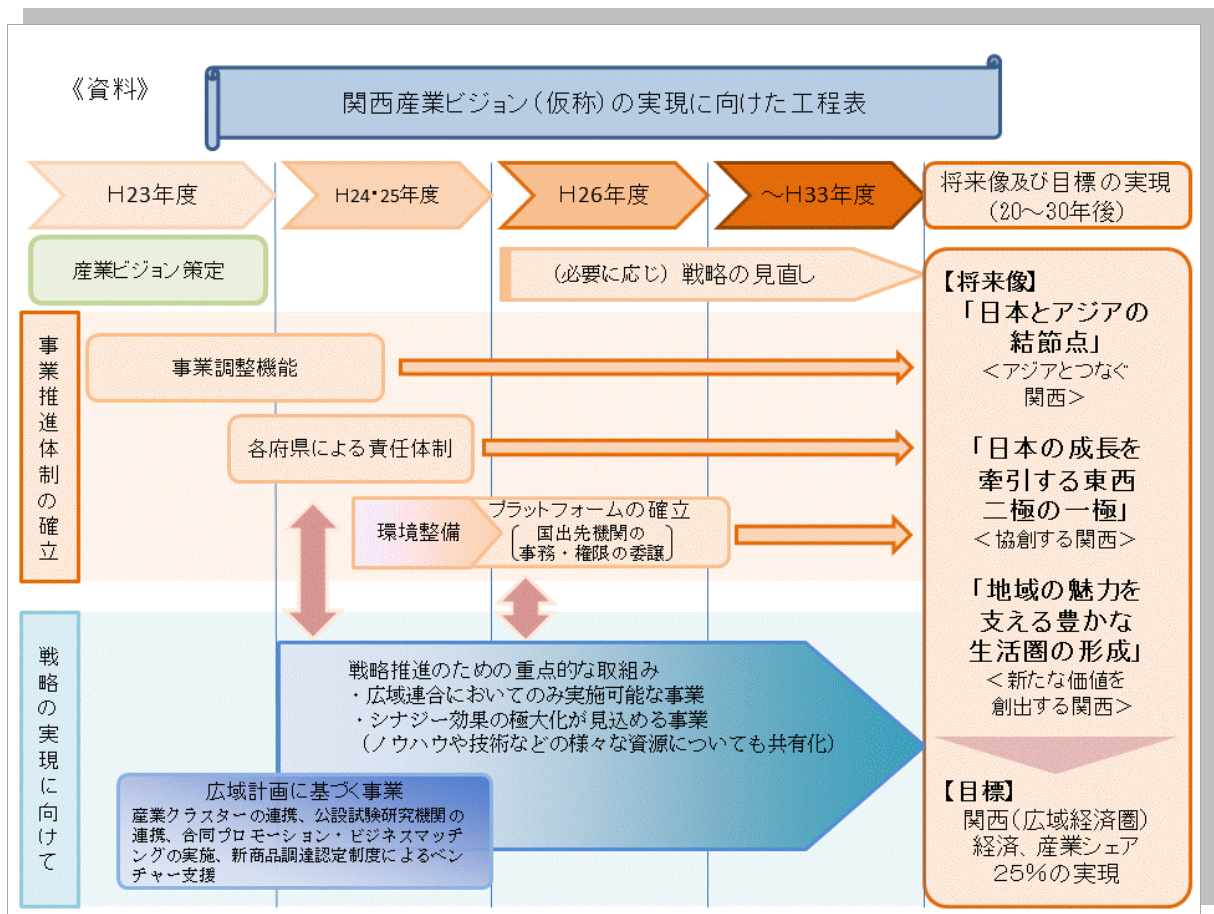 《資料》
関西産業ビジョン(仮称)の実現に向けた工程表
H23年度
H24・25年度
H26年度
～H33年度
将来像及び目標の実現
(20～30年後)
産業ビジョン策定
(必要に応じ) 戦略の見直し
事業推進体制の確立
事業調整機能
各府県による責任体制
環境整備
プラットフォームの確立
国出先機関の
事務・権限の委譲
戦略の実現に向けて
戦略推進のための重点的な取組み
・広域連合においてのみ実施可能な事業
・シナジー効果の極大化が見込める事業
(ノウハウや技術などの様々な資源についても共有化)
広域計画に基づく事業
産業クラスターの連携、公設試験研究機関の
連携、合同プロモーション・ビジネスマッチ
ングの実施、新商品調達認定制度によるベン
チャー支援
【将来像】
「日本とアジアの
結節点」
＜アジアとつなぐ
関西＞
「日本の成長を
牽引する東西
二極の一極」
＜協創する関西＞
「地域の魅力を
支える豊かな
生活圏の形成」
＜新たな価値を
創出する関西＞
【目標】
関西(広域経済圏)
経済、産業シェア
25%の実現